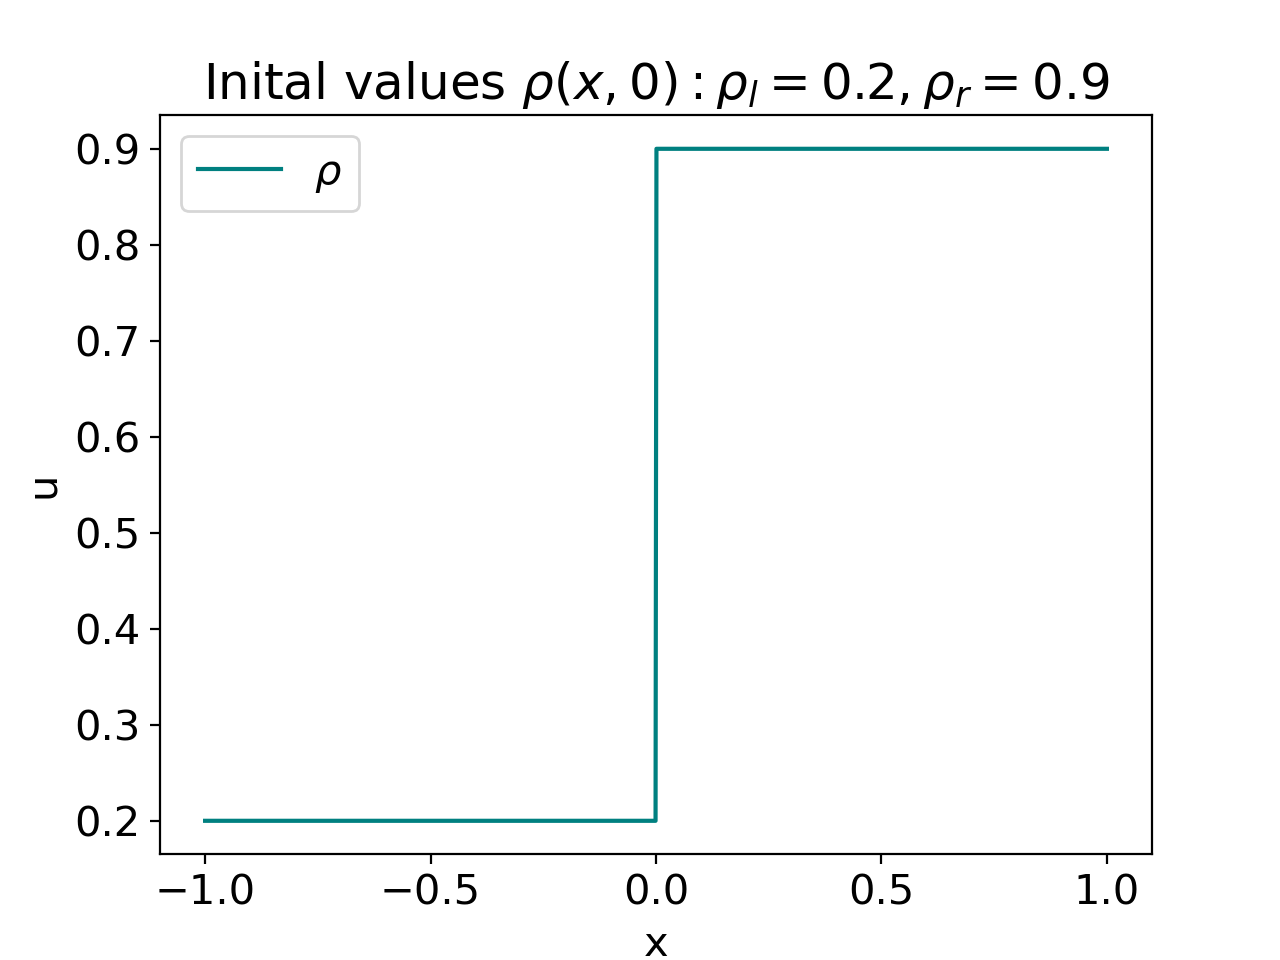 Inital values ρ(x, 0) : ρ_l = 0.2, ρ_r = 0.9
ρ
0.9
0.8
0.7
0.6
0.5
0.4
0.3
0.2
u
−1.0 −0.5 0.0 0.5 1.0
x